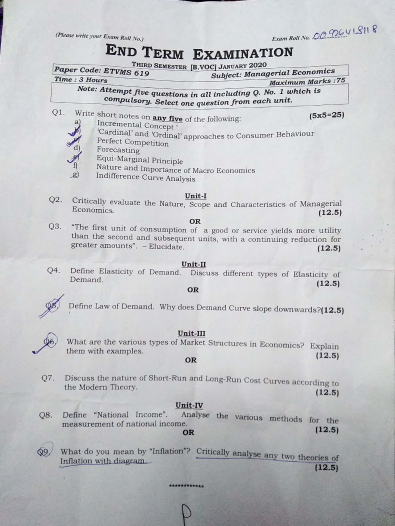 (Please write your Exam Roll No.)
Exam Roll No.
END TERM EXAMINATION
THIRD SEMESTER [B.VOC] JANUARY 2020
Paper Code: ETVMS 619 Subject: Managerial Economics
Time : 3 Hours Maximum Marks :75
Note: Attempt five questions in all including Q. No. 1 which is
compulsory. Select one question from each unit.
Q1. Write short notes on any five of the following: (5x5=25)
a) Incremental Concept
b) 'Cardinal' and 'Ordinal' approaches to Consumer Behaviour
c) Perfect Competition
d) Forecasting
e) Equi-Marginal Principle
f) Nature and Importance of Macro Economics
g) Indifference Curve Analysis
Unit-I
Q2. Critically evaluate the Nature, Scope and Characteristics of Managerial
Economics. (12.5)
OR
Q3. "The first unit of consumption of a good or service yields more utility
than the second and subsequent units, with a continuing reduction for
greater amounts". – Elucidate. (12.5)
Unit-II
Q4. Define Elasticity of Demand. Discuss different types of Elasticity of
Demand. (12.5)
OR
Q5. Define Law of Demand. Why does Demand Curve slope downwards?(12.5)
Unit-III
Q6. What are the various types of Market Structures in Economics? Explain
them with examples. (12.5)
OR
Q7. Discuss the nature of Short-Run and Long-Run Cost Curves according to
the Modern Theory. (12.5)
Unit-IV
Q8. Define "National Income". Analyse the various methods for the
measurement of national income. (12.5)
OR
Q9. What do you mean by "Inflation"? Critically analyse any two theories of
Inflation with diagram. (12.5)
************
P